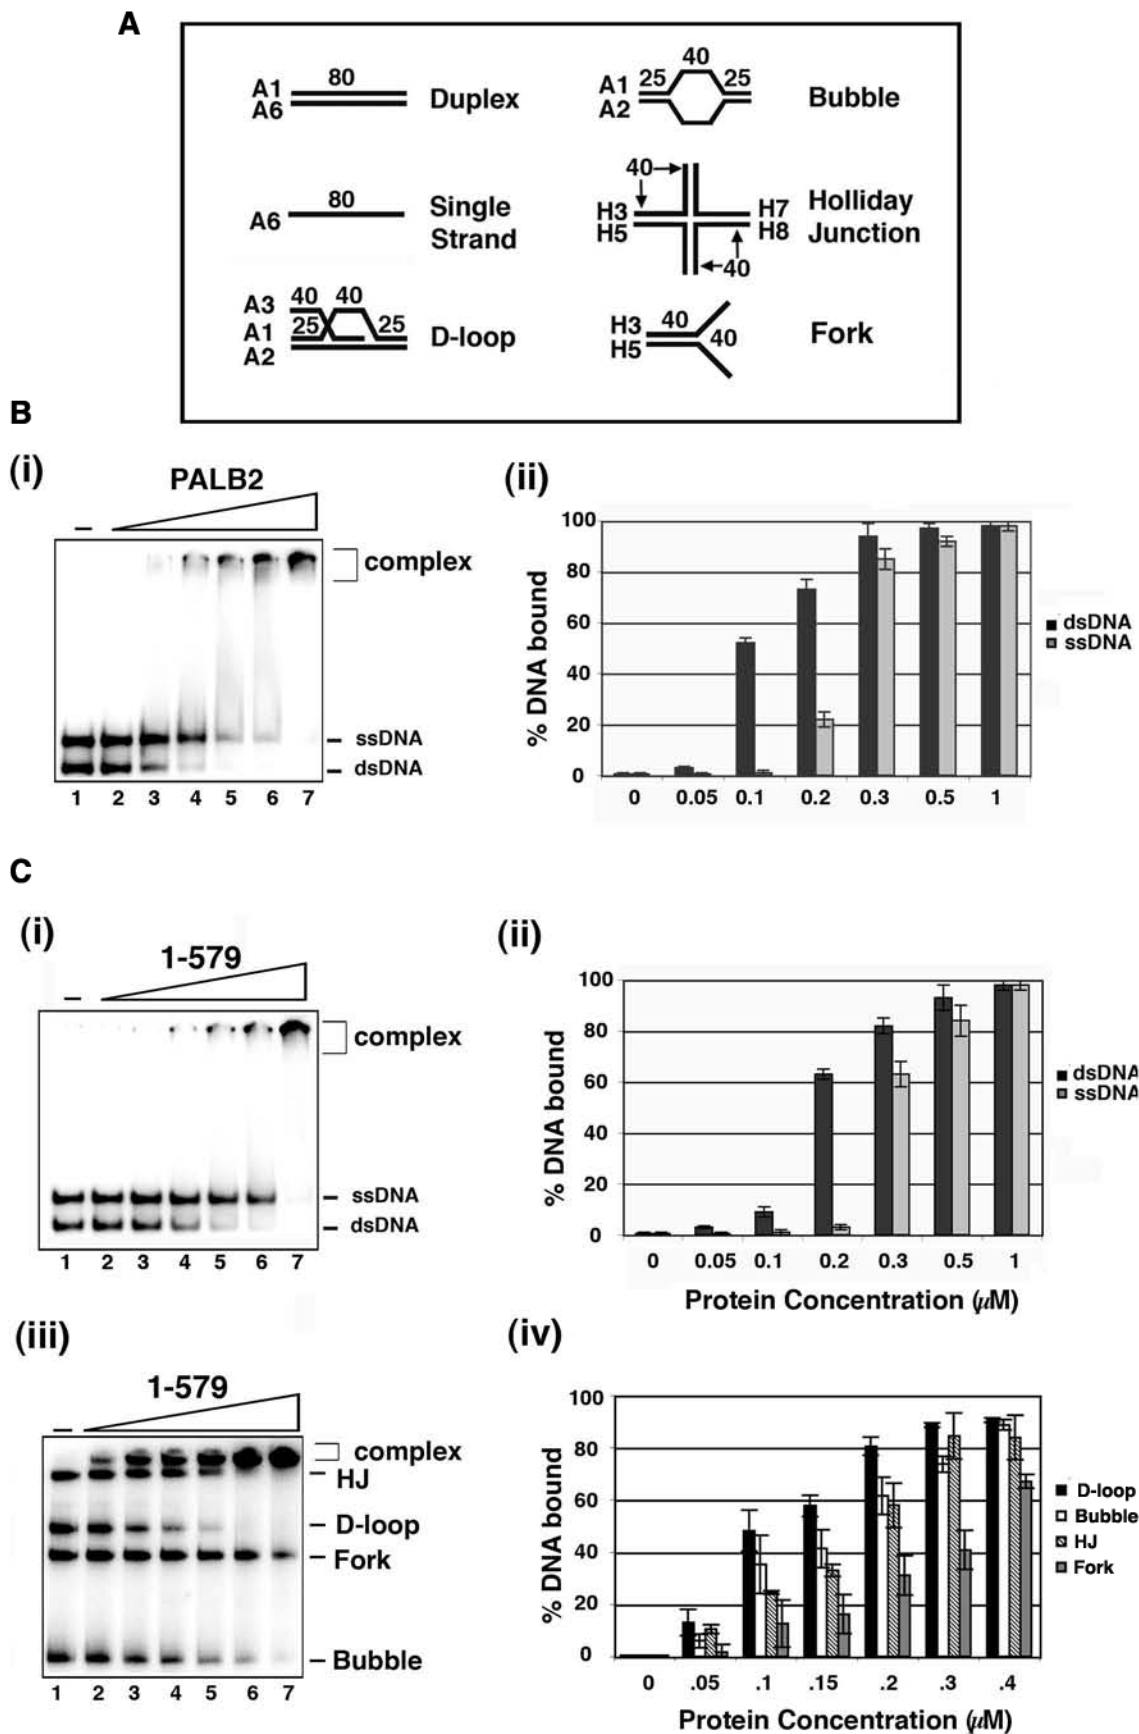 A
A1
A6
80
Duplex
A1
A2
25
40
25
Bubble
A6
80
Single
Strand
40
H3
H5
H7
H8
40
Holliday
Junction
A3
A1
A2
40
40
25
25
D-loop
H3
H5
40
40
Fork
B
(i)
PALB2
–
complex
ssDNA
dsDNA
1 2 3 4 5 6 7
(ii)
% DNA bound
100
80
60
40
20
0
0 0.05 0.1 0.2 0.3 0.5 1
dsDNA
ssDNA
C
(i)
1-579
–
complex
ssDNA
dsDNA
1 2 3 4 5 6 7
(ii)
% DNA bound
100
80
60
40
20
0
0 0.05 0.1 0.2 0.3 0.5 1
Protein Concentration (μM)
dsDNA
ssDNA
(iii)
1-579
–
complex
HJ
D-loop
Fork
Bubble
1 2 3 4 5 6 7
(iv)
% DNA bound
100
80
60
40
20
0
0 .05 .1 .15 .2 .3 .4
Protein Concentration (μM)
D-loop
Bubble
HJ
Fork